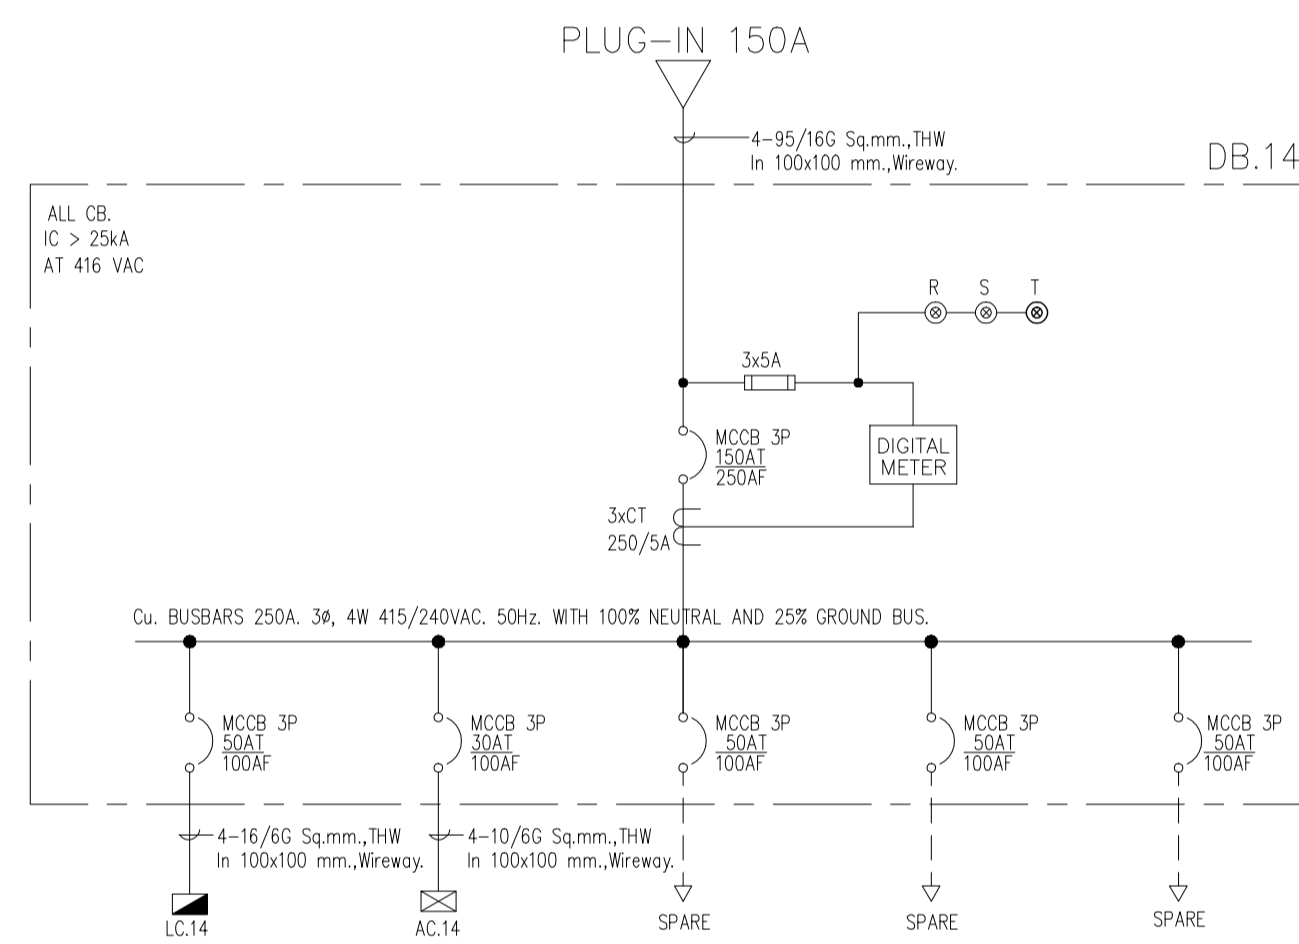 PLUG-IN 150A
4-95/16G Sq.mm.,THW
In 100x100 mm.,Wireway.
DB.14
ALL CB.
IC > 25kA
AT 416 VAC
R S T
3x5A
MCCB 3P
150AT
250AF
DIGITAL
METER
3xCT
250/5A
Cu. BUSBARS 250A. 3ø, 4W 415/240VAC. 50Hz. WITH 100% NEUTRAL AND 25% GROUND BUS.
MCCB 3P
50AT
100AF
MCCB 3P
30AT
100AF
MCCB 3P
50AT
100AF
MCCB 3P
50AT
100AF
MCCB 3P
50AT
100AF
4-16/6G Sq.mm.,THW
In 100x100 mm.,Wireway.
4-10/6G Sq.mm.,THW
In 100x100 mm.,Wireway.
LC.14
AC.14
SPARE
SPARE
SPARE